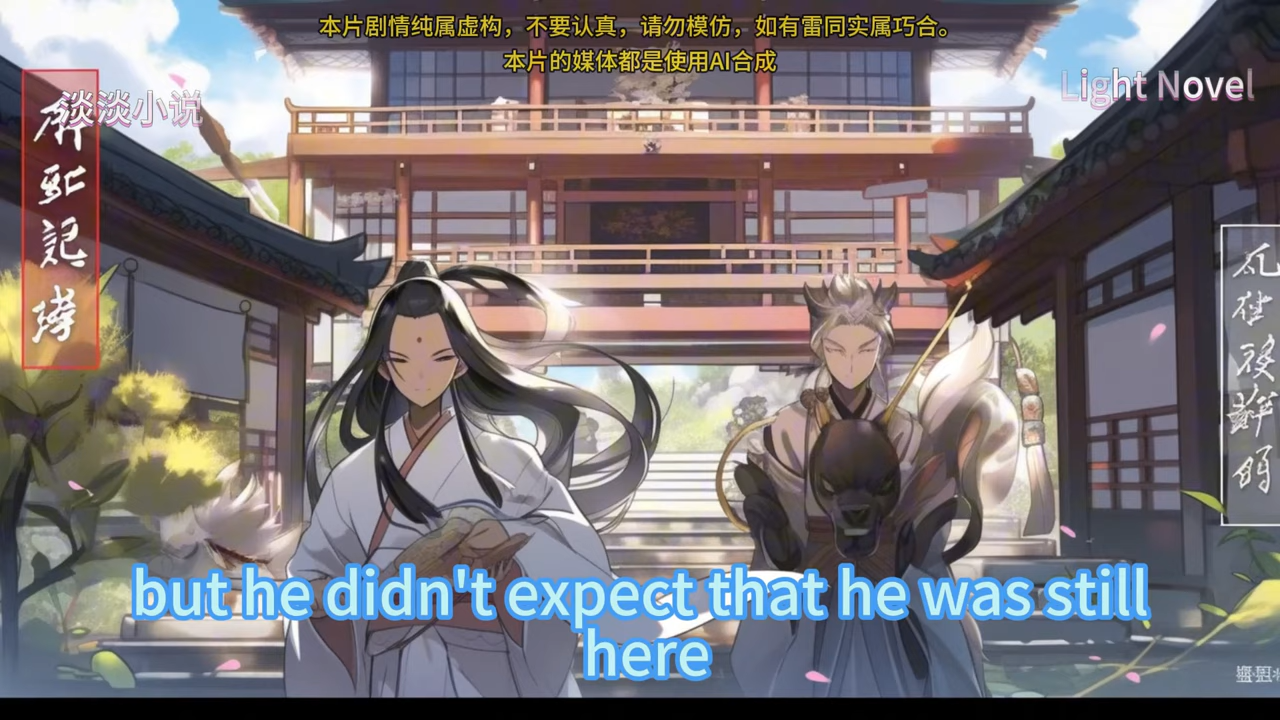 本片剧情纯属虚构，不要认真，请勿模仿，如有雷同实属巧合。
本片的媒体都是使用AI合成
淡淡小说
Light Novel
but he didn't expect that he was still
here